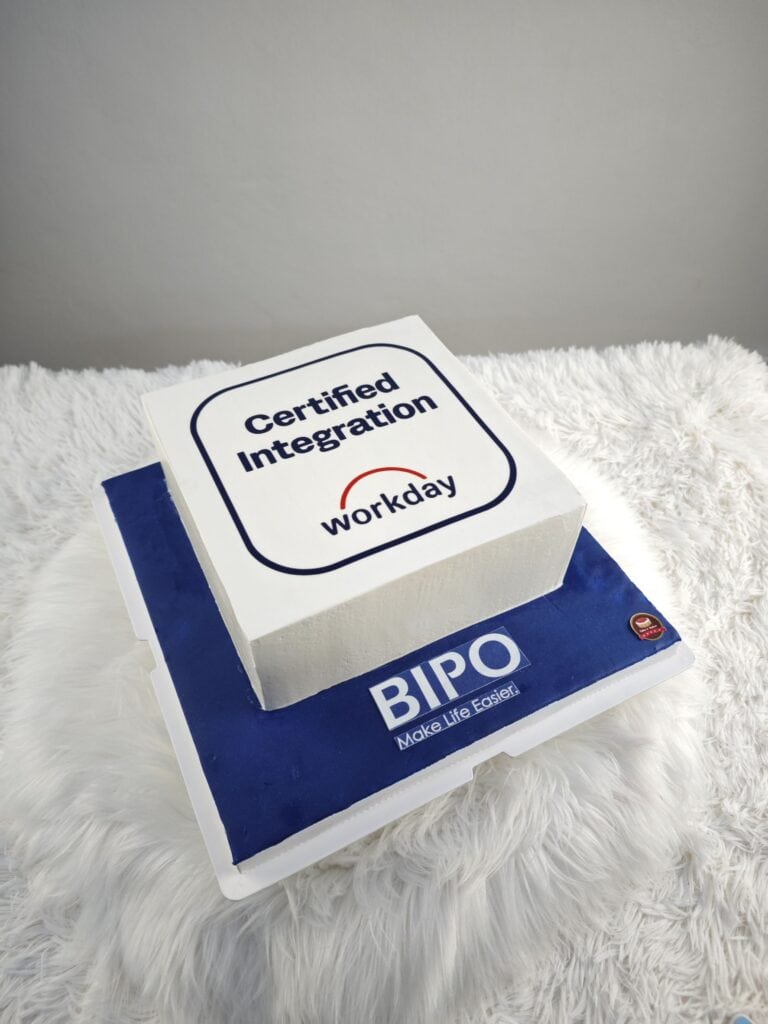 Certified
Integration
workday
BIPO
Make Life Easier.